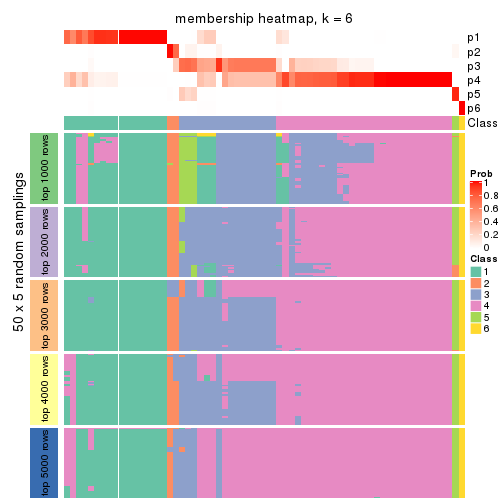 membership heatmap, k = 6
p1
p2
p3
p4
p5
p6
Class
50 x 5 random samplings
top 1000 rows
top 2000 rows
top 3000 rows
top 4000 rows
top 5000 rows
Prob
1
0.8
0.6
0.4
0.2
0
Class
1
2
3
4
5
6